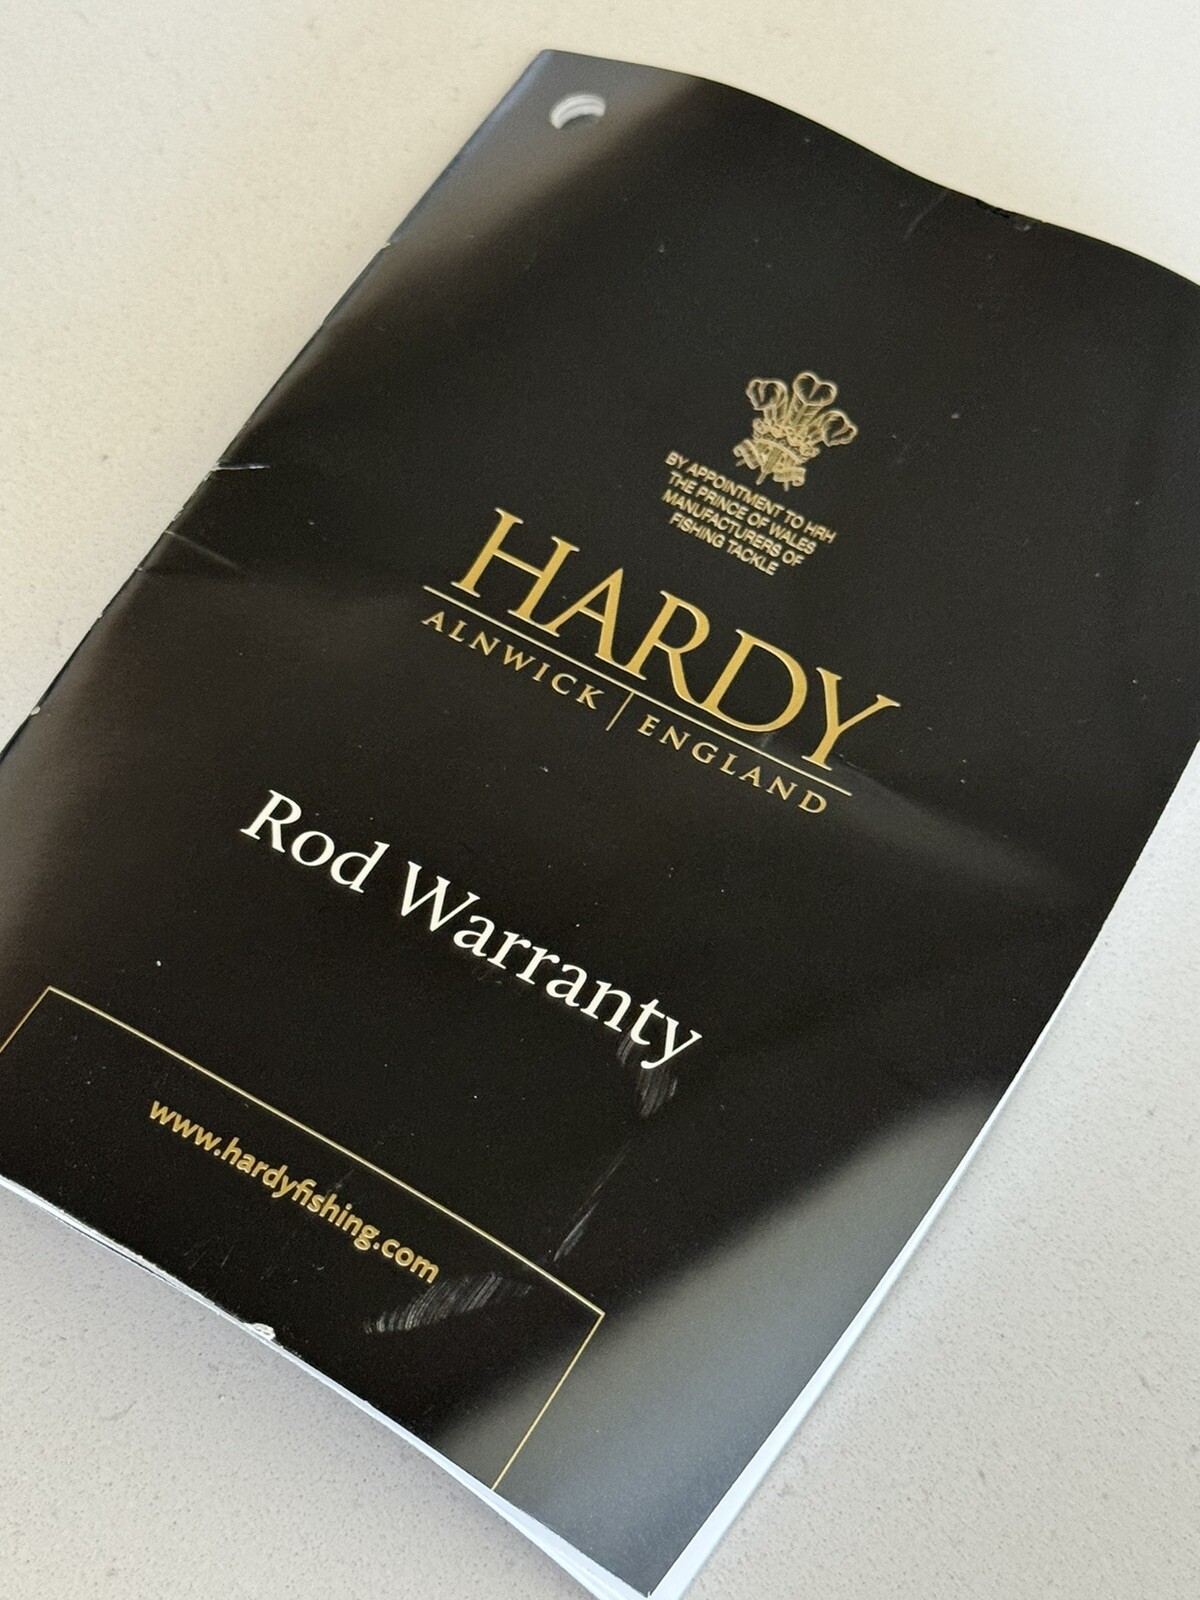 BY APPOINTMENT TO HRH
THE PRINCE OF WALES
MANUFACTURERS OF
FISHING TACKLE
HARDY
ALNWICK | ENGLAND
Rod Warranty
www.hardyfishing.com